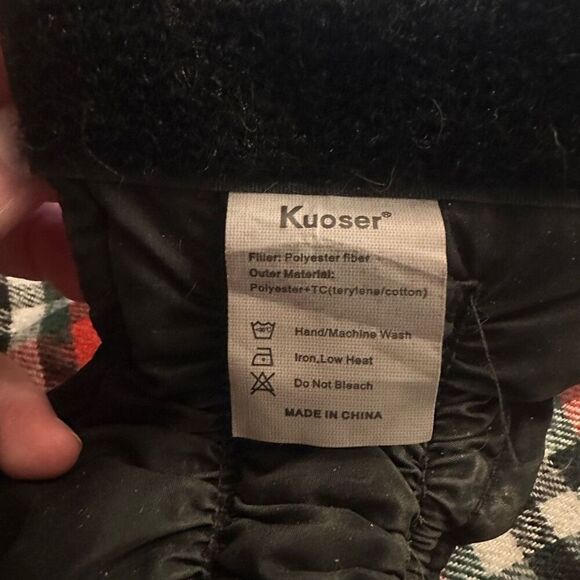 Kuoser®
Filler: Polyester fiber
Outer Material:
Polyester+TC(terylene/cotton)
Hand/Machine Wash
Iron,Low Heat
Do Not Bleach
MADE IN CHINA